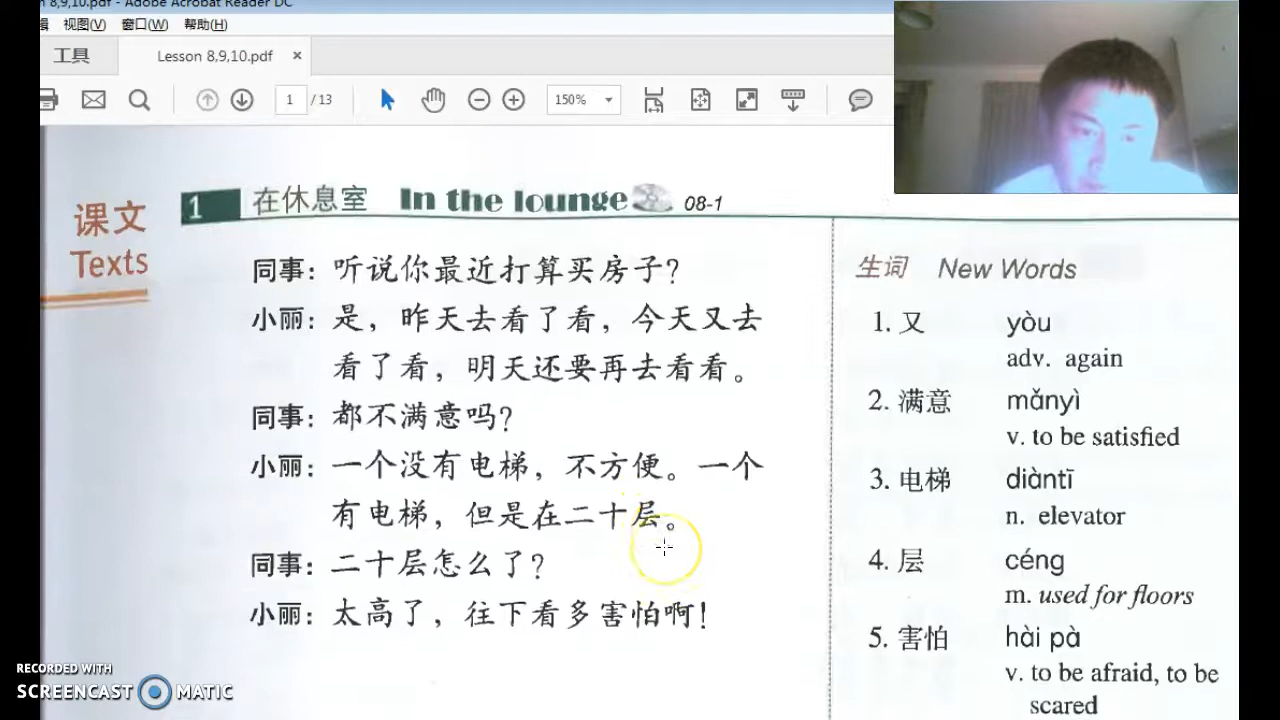 8,9,10.pdf - Adobe Acrobat Reader DC
视图(V) 窗口(W) 帮助(H)
工具 Lesson 8,9,10.pdf ×
1 / 13 150%
课文
Texts
1 在休息室 In the lounge 08-1
同事：听说你最近打算买房子？
小丽：是，昨天去看了看，今天又去
看了看，明天还要再去看看。
同事：都不满意吗？
小丽：一个没有电梯，不方便。一个
有电梯，但是在二十层。
同事：二十层怎么了？
小丽：太高了，往下看多害怕啊！
生词 New Words
1. 又 yòu
adv. again
2. 满意 mǎnyì
v. to be satisfied
3. 电梯 diàntī
n. elevator
4. 层 céng
m. used for floors
5. 害怕 hài pà
v. to be afraid, to be
scared
RECORDED WITH
SCREENCAST MATIC